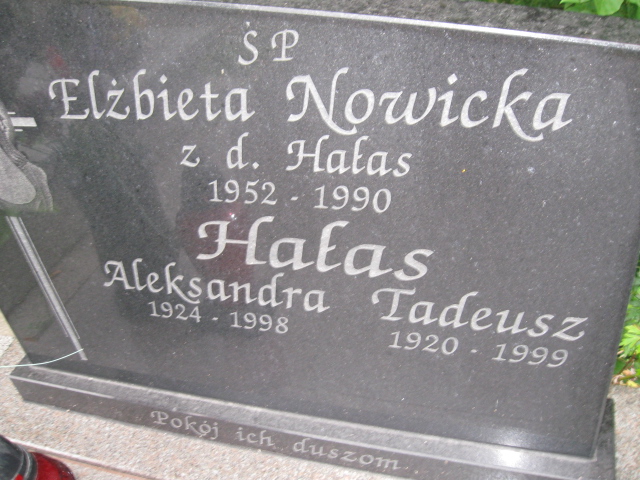 ŚP
Elżbieta Nowicka
z d. Hałas
1952 - 1990
Hałas
Aleksandra Tadeusz
1924 - 1998 1920 - 1999
Pokój ich duszom